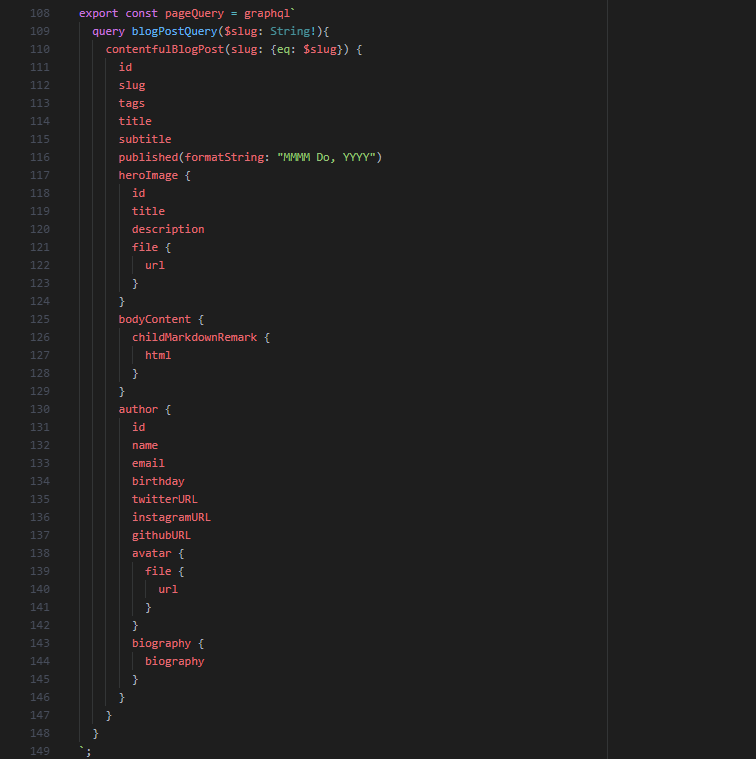 108 export const pageQuery = graphql`
109 query blogPostQuery($slug: String!){
110 contentfulBlogPost(slug: {eq: $slug}) {
111 id
112 slug
113 tags
114 title
115 subtitle
116 published(formatString: "MMMM Do, YYYY")
117 heroImage {
118 id
119 title
120 description
121 file {
122 url
123 }
124 }
125 bodyContent {
126 childMarkdownRemark {
127 html
128 }
129 }
130 author {
131 id
132 name
133 email
134 birthday
135 twitterURL
136 instagramURL
137 githubURL
138 avatar {
139 file {
140 url
141 }
142 }
143 biography {
144 biography
145 }
146 }
147 }
148 }
149 `;